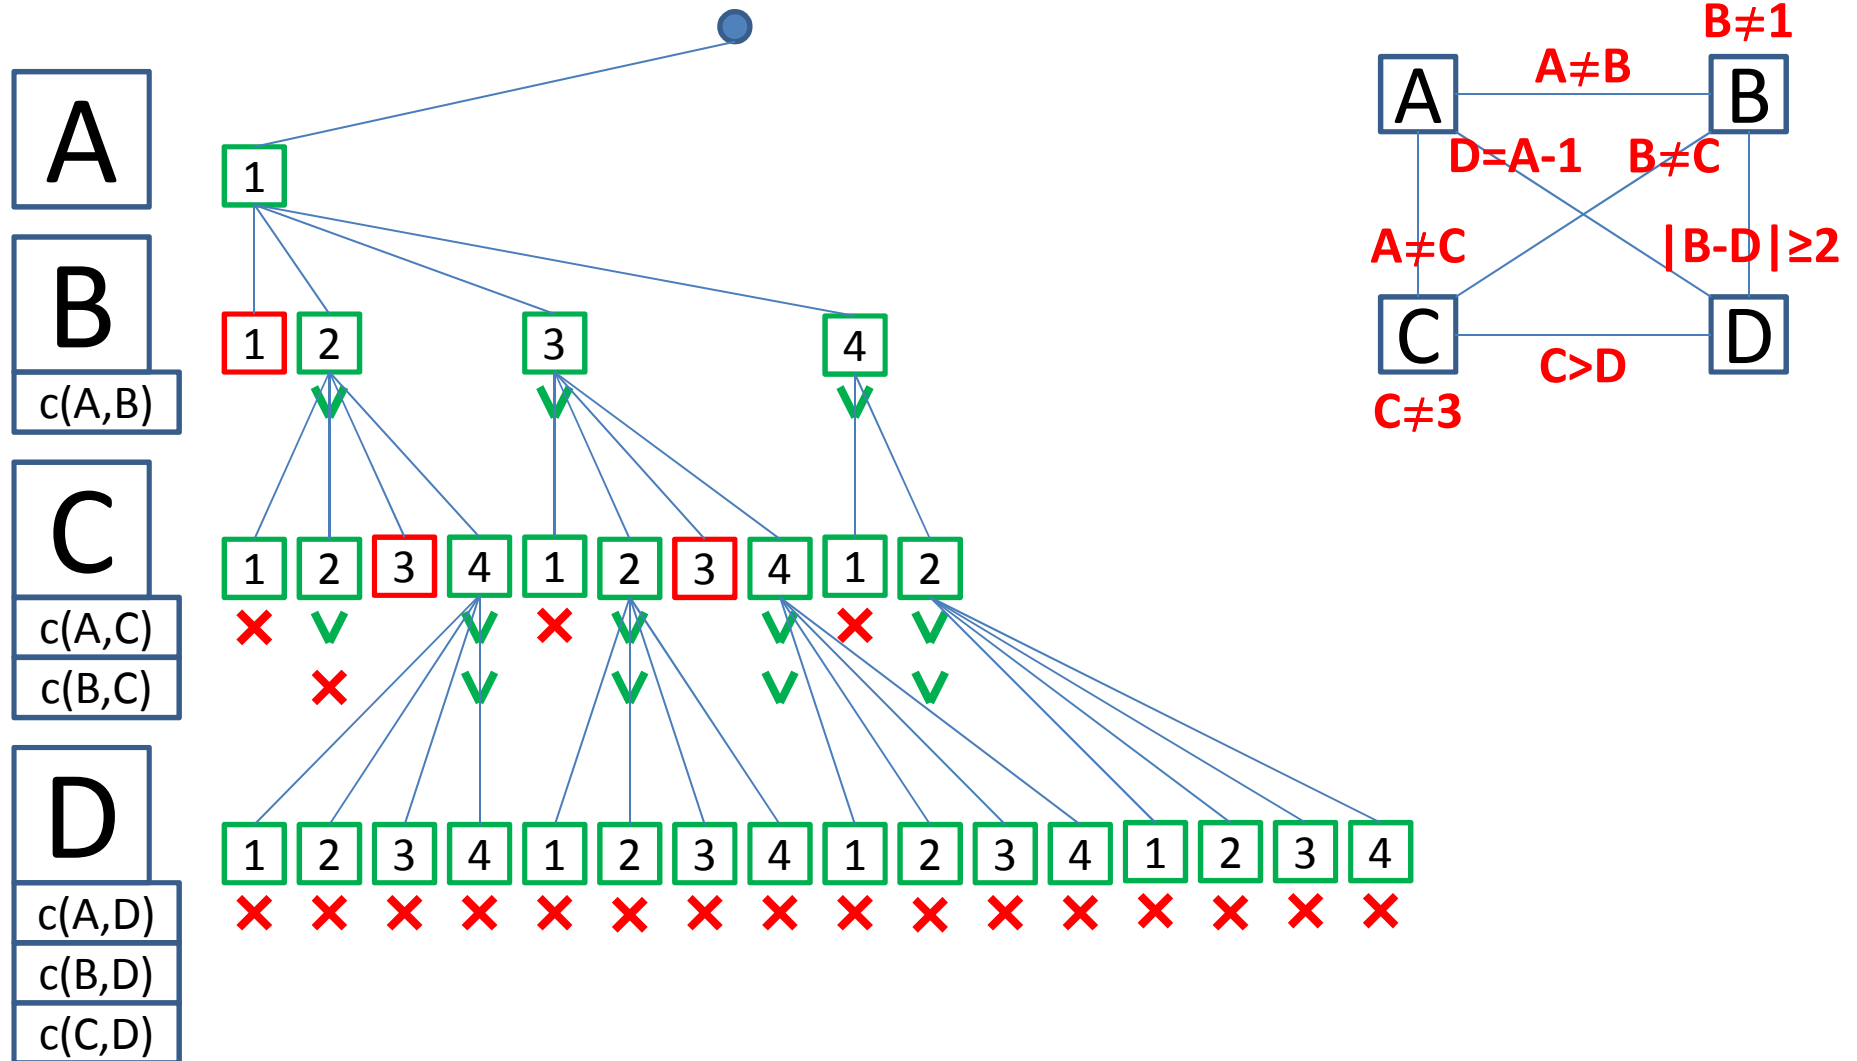 B≠1
A A≠B B
A
1
D=A-1 B≠C
B
1 2 3 4
A≠C |B-D|≥2
C D
C>D
c(A,B)
C≠3
C
1 2 3 4 1 2 3 4 1 2
c(A,C)
c(B,C)
D
1 2 3 4 1 2 3 4 1 2 3 4 1 2 3 4
c(A,D)
c(B,D)
c(C,D)